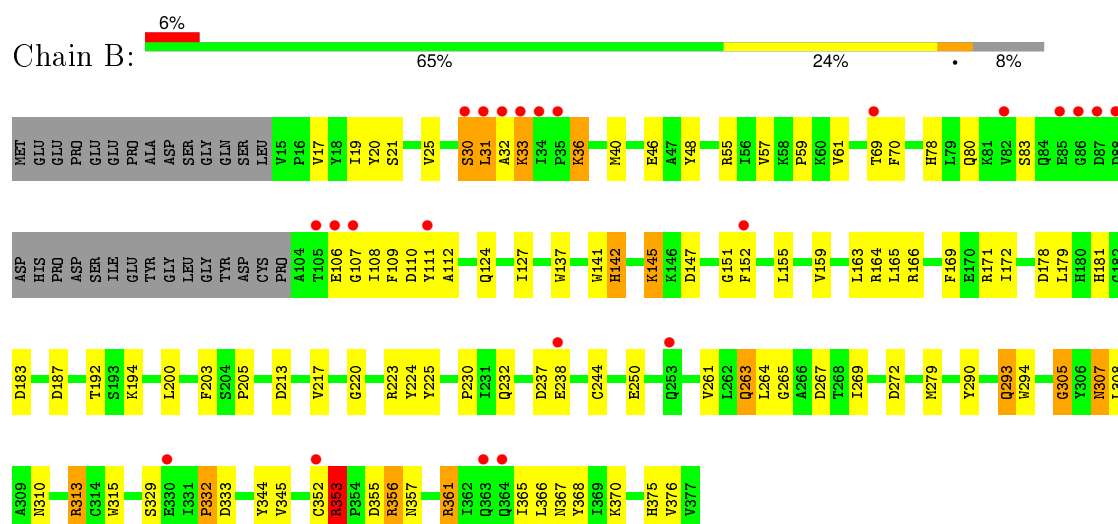 6%
Chain B:
65% 24% • 8%
MET GLU GLU PRO GLU GLU PRO ALA ASP SER GLY GLN SER LEU V15 P16 V17 Y18 I19 Y20 S21 V25 S30 L31 A32 K33 I34 P35 K36 M40 E46 A47 Y48 R55 I56 V57 K58 P59 K60 V61 T69 F70 H78 L79 Q80 K81 V82 S83 Q84 E85 G86 D87 D88
ASP HIS PRO ASP SER ILE GLU TYR GLY LEU GLY TYR ASP CYS PRO A104 T105 E106 G107 I108 F109 D110 Y111 A112 Q124 I127 W137 W141 H142 K145 K146 D147 G151 F152 L155 V159 L163 R164 L165 R166 F169 E170 R171 I172 D178 L179 H180 H181 G182
D183 D187 T192 S193 K194 L200 F203 S204 P205 D213 V217 G220 R223 Y224 Y225 P230 I231 Q232 D237 E238 C244 E250 Q253 V261 L262 Q263 L264 G265 A266 D267 T268 I269 D272 M279 Y290 Q293 W294 G305 Y306 N307 L308
A309 N310 R313 C314 W315 S329 E330 I331 P332 D333 Y344 V345 C352 R353 P354 D355 R356 N357 R361 I362 Q363 Q364 I365 L366 N367 Y368 I369 K370 H375 V376 V377